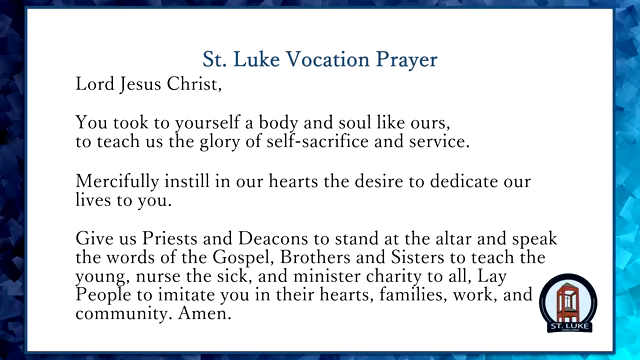 St. Luke Vocation Prayer
Lord Jesus Christ,
You took to yourself a body and soul like ours,
to teach us the glory of self-sacrifice and service.
Mercifully instill in our hearts the desire to dedicate our
lives to you.
Give us Priests and Deacons to stand at the altar and speak
the words of the Gospel, Brothers and Sisters to teach the
young, nurse the sick, and minister charity to all, Lay
People to imitate you in their hearts, families, work, and
community. Amen.
ST. LUKE